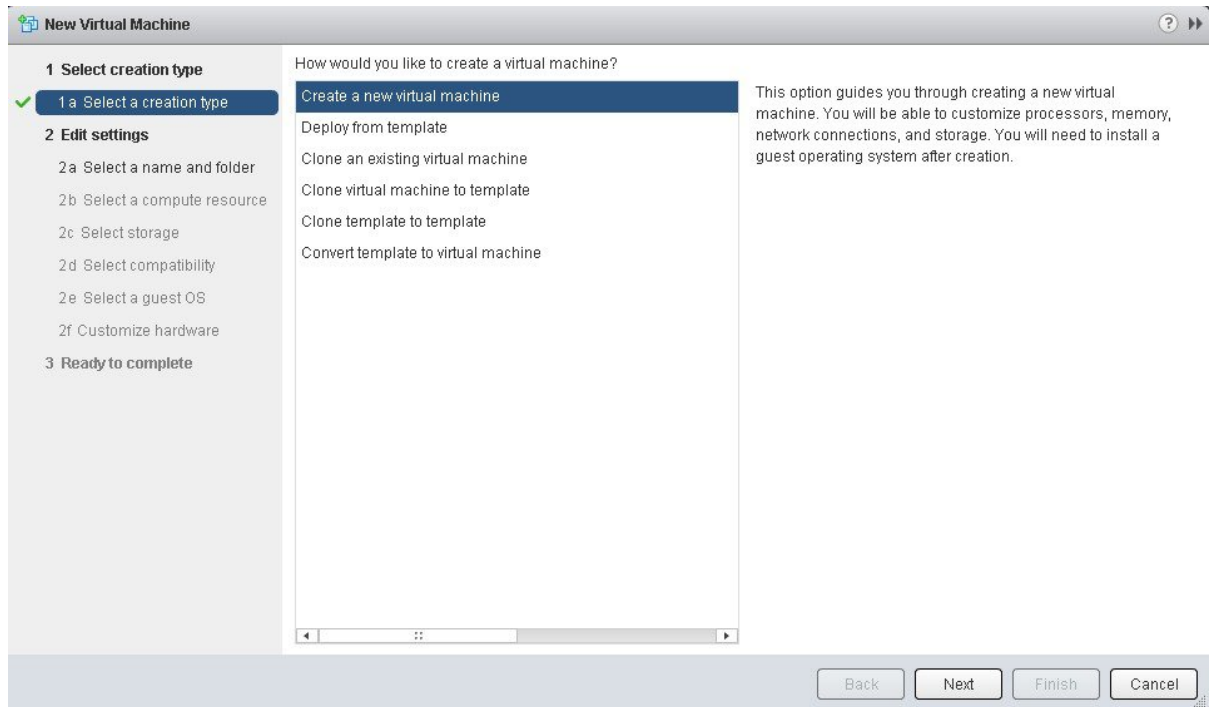 New Virtual Machine
1 Select creation type
1a Select a creation type
2 Edit settings
2a Select a name and folder
2b Select a compute resource
2c Select storage
2d Select compatibility
2e Select a guest OS
2f Customize hardware
3 Ready to complete
How would you like to create a virtual machine?
Create a new virtual machine
Deploy from template
Clone an existing virtual machine
Clone virtual machine to template
Clone template to template
Convert template to virtual machine
This option guides you through creating a new virtual
machine. You will be able to customize processors, memory,
network connections, and storage. You will need to install a
guest operating system after creation.
Back
Next
Finish
Cancel